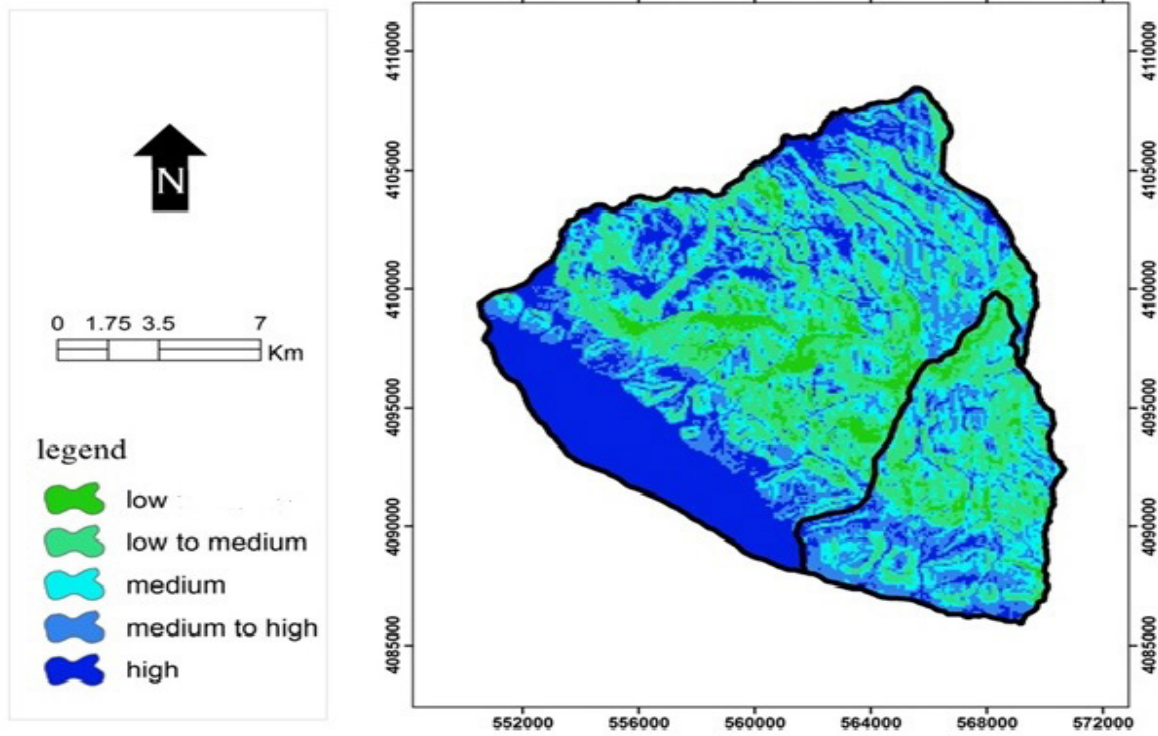 N
0 1.75 3.5 7
Km
legend
low
low to medium
medium
medium to high
high
4110000
4105000
4100000
4095000
4090000
4085000
4110000
4105000
4100000
4095000
4090000
4085000
552000 556000 560000 564000 568000 572000